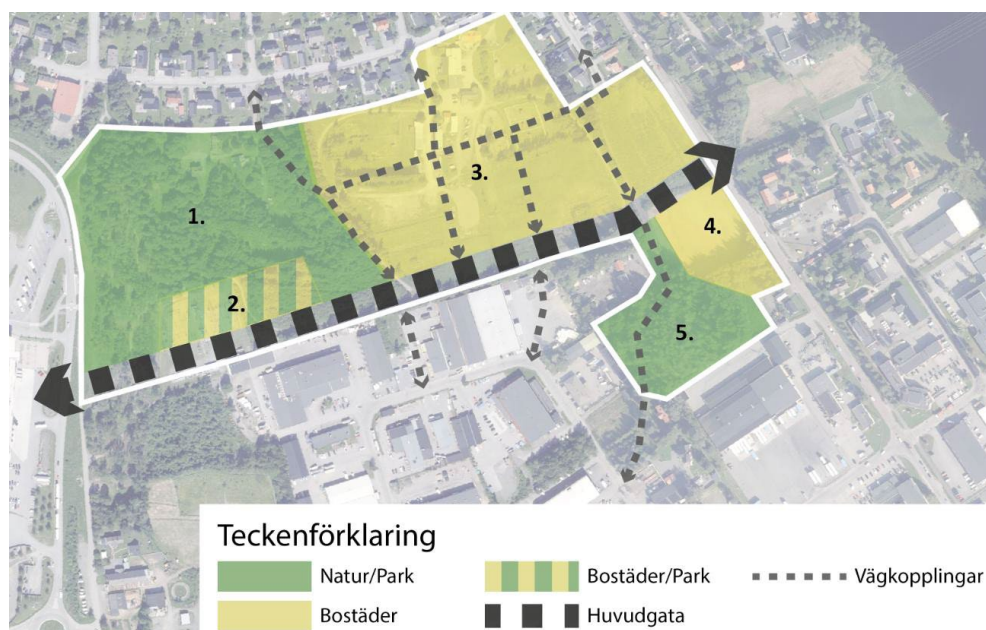 1.
2.
3.
4.
5.
Teckenförklaring
Natur/Park
Bostäder/Park
Vägkopplingar
Bostäder
Huvudgata